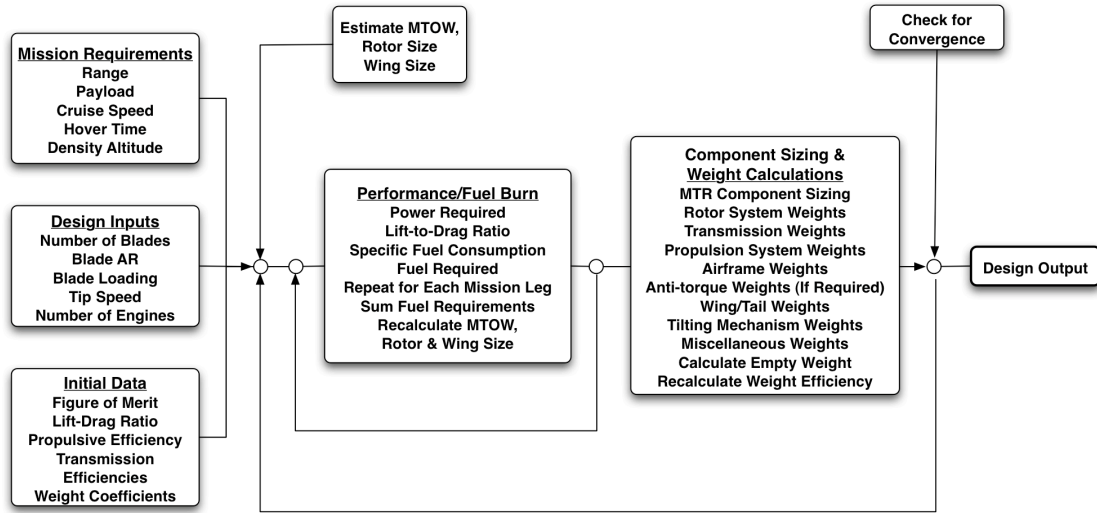 Mission Requirements
Range
Payload
Cruise Speed
Hover Time
Density Altitude
Design Inputs
Number of Blades
Blade AR
Blade Loading
Tip Speed
Number of Engines
Initial Data
Figure of Merit
Lift-Drag Ratio
Propulsive Efficiency
Transmission
Efficiencies
Weight Coefficients
Estimate MTOW,
Rotor Size
Wing Size
Performance/Fuel Burn
Power Required
Lift-to-Drag Ratio
Specific Fuel Consumption
Fuel Required
Repeat for Each Mission Leg
Sum Fuel Requirements
Recalculate MTOW,
Rotor & Wing Size
Component Sizing &
Weight Calculations
MTR Component Sizing
Rotor System Weights
Transmission Weights
Propulsion System Weights
Airframe Weights
Anti-torque Weights (If Required)
Wing/Tail Weights
Tilting Mechanism Weights
Miscellaneous Weights
Calculate Empty Weight
Recalculate Weight Efficiency
Check for
Convergence
Design Output